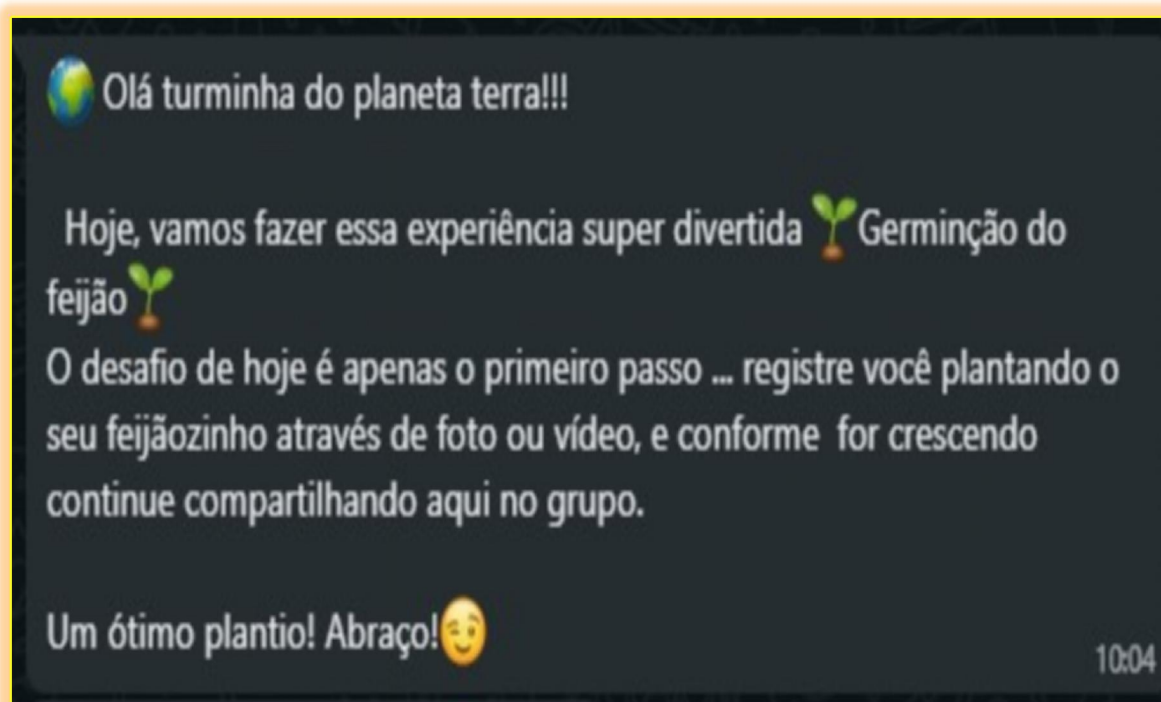 🌍 Olá turminha do planeta terra!!!
Hoje, vamos fazer essa experiência super divertida 🌱Germinção do
feijão🌱
O desafio de hoje é apenas o primeiro passo ... registre você plantando o
seu feijãozinho através de foto ou vídeo, e conforme  for crescendo
continue compartilhando aqui no grupo.
Um ótimo plantio! Abraço!😉
10:04